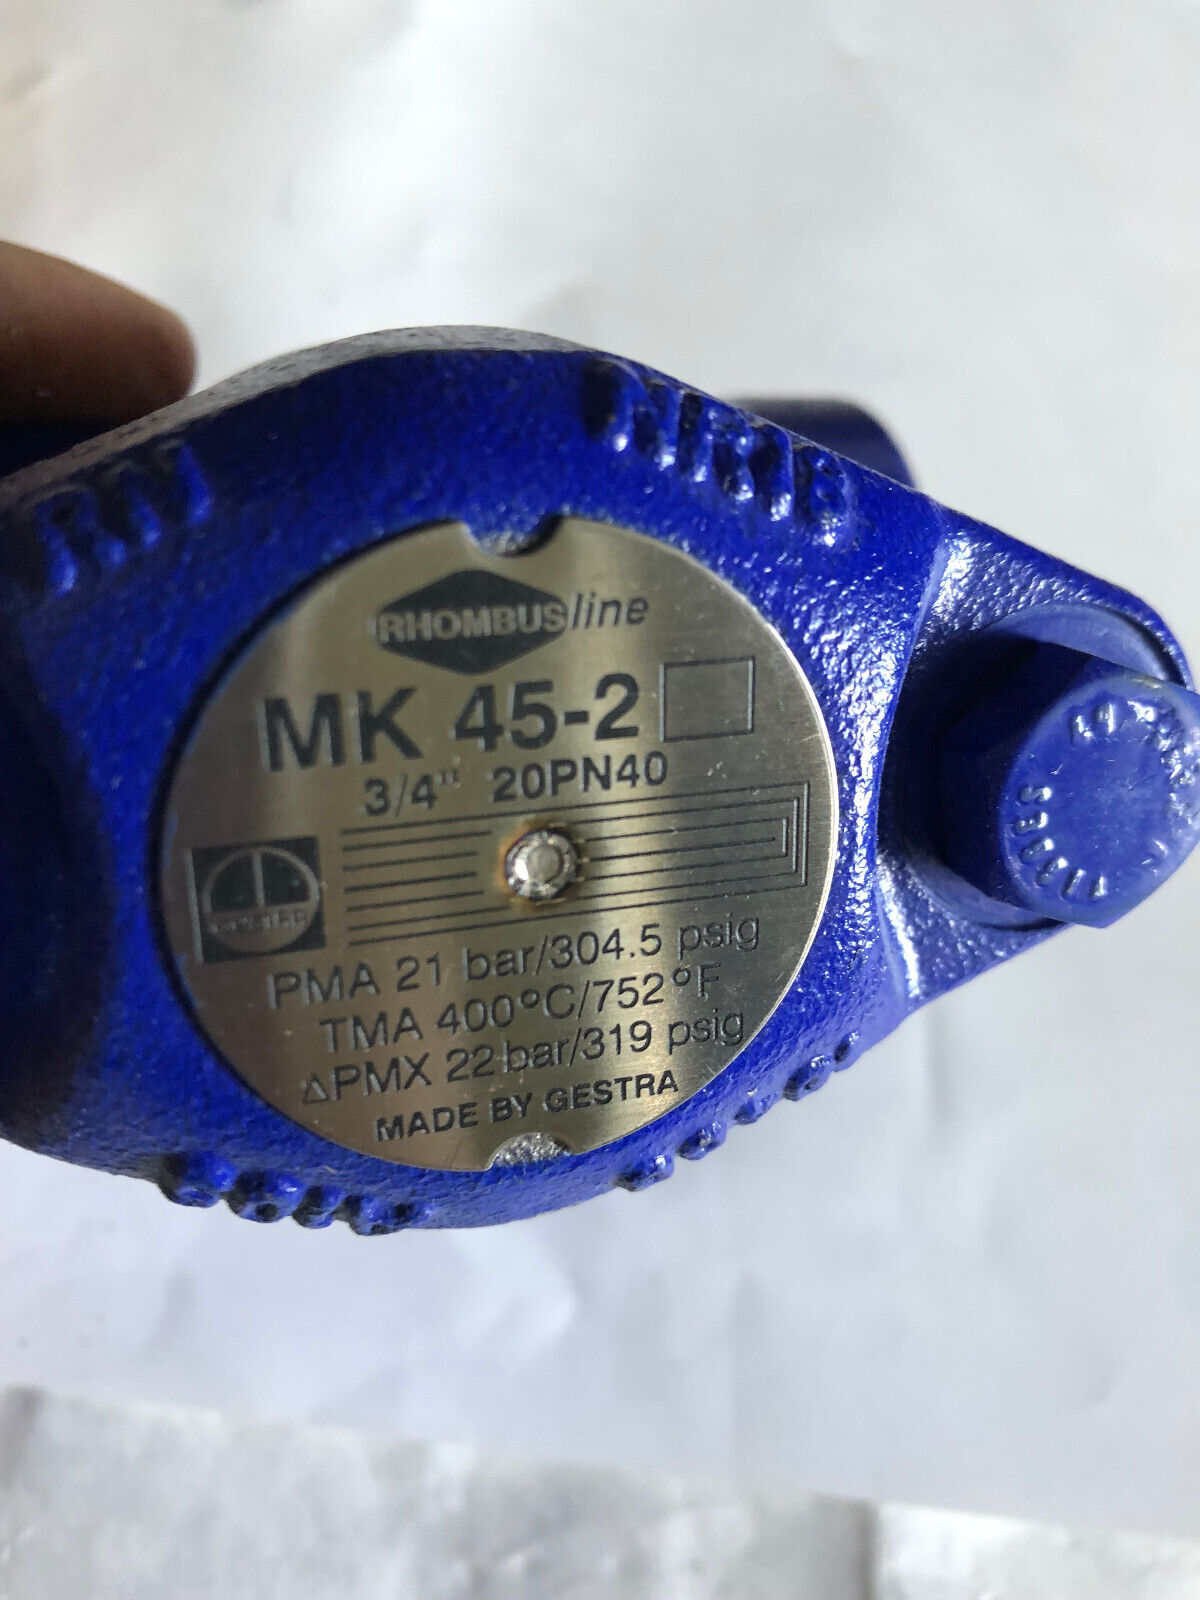 RHOMBUSline
MK 45-2
3/4" 20PN40
PMA 21 bar/304.5 psig
TMA 400°C/752°F
ΔPMX 22 bar/319 psig
MADE BY GESTRA